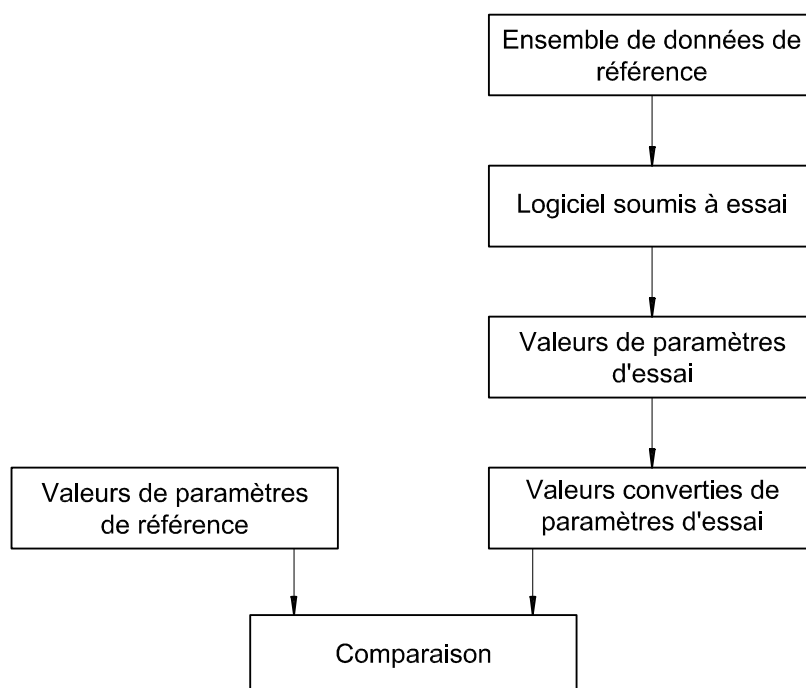 Ensemble de données de
référence
Logiciel soumis à essai
Valeurs de paramètres
d'essai
Valeurs de paramètres
de référence
Valeurs converties de
paramètres d'essai
Comparaison